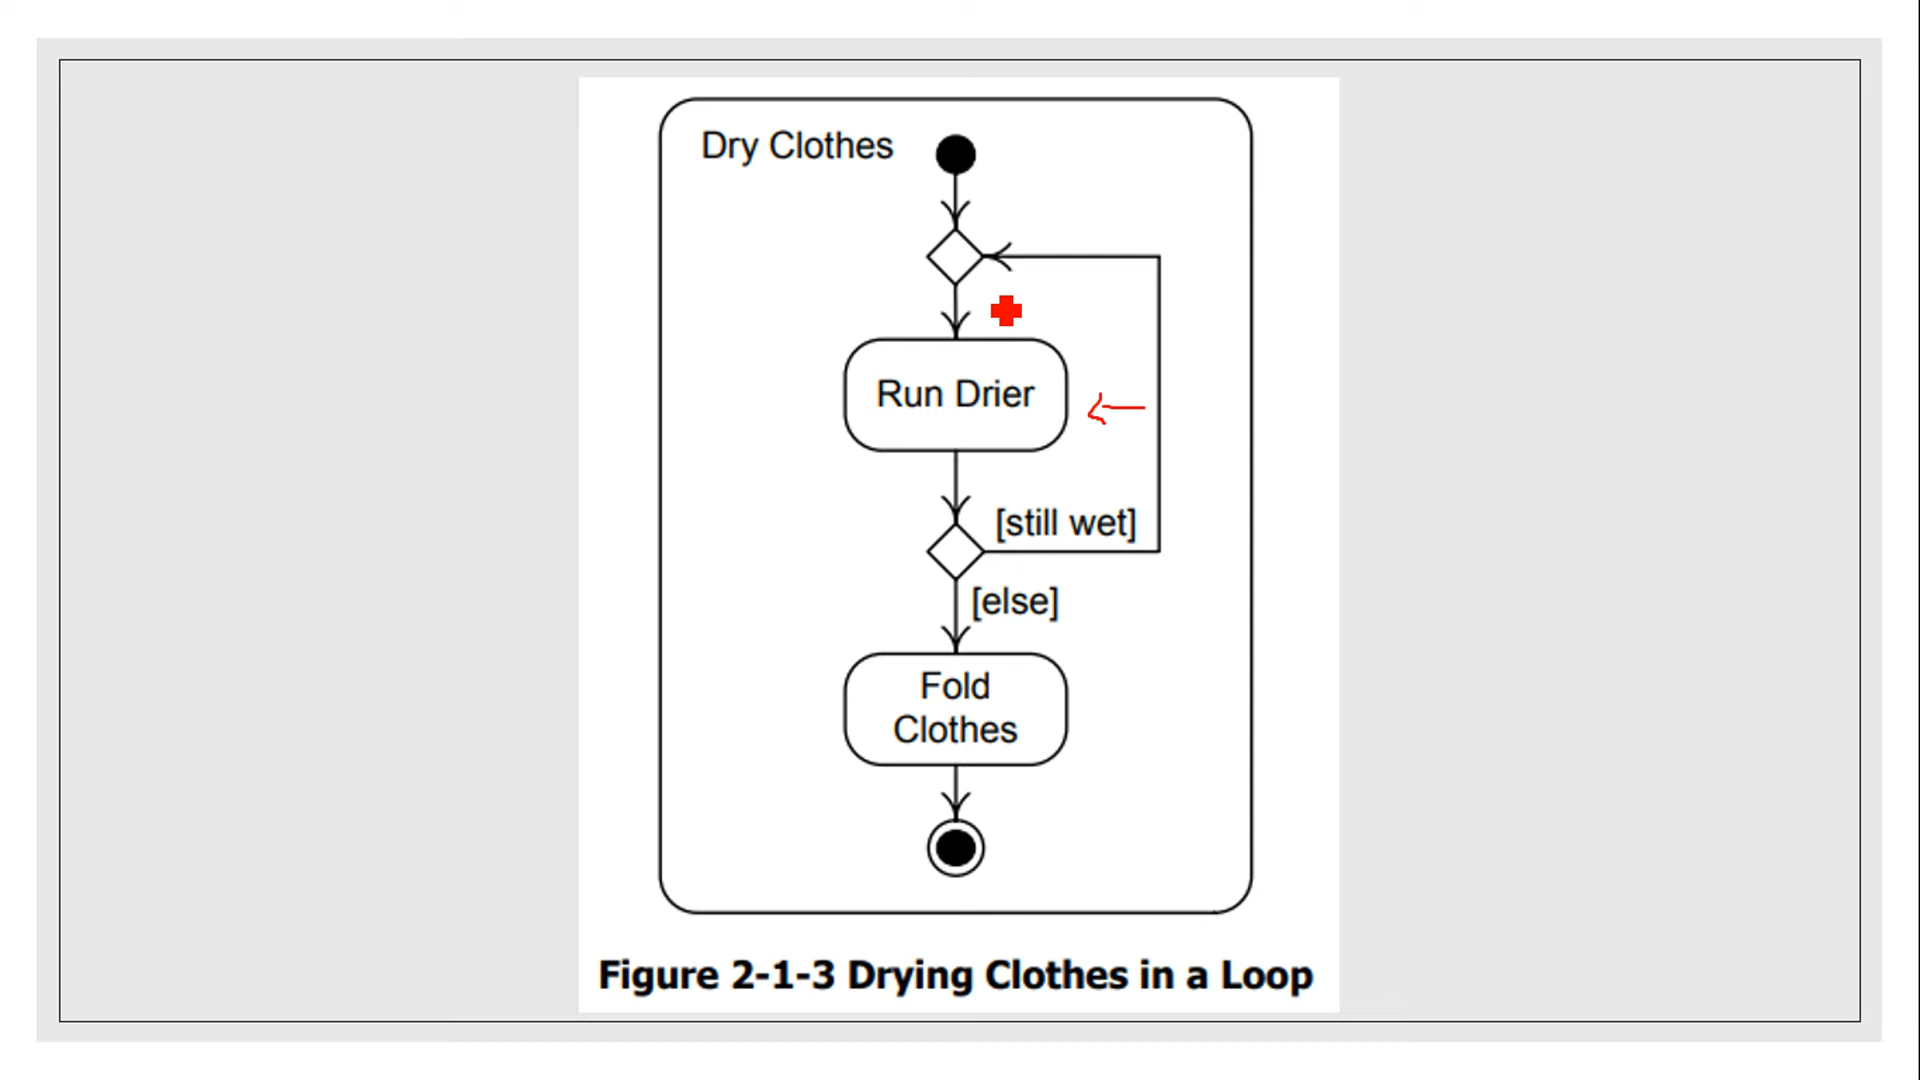 Dry Clothes
Run Drier
[still wet]
[else]
Fold
Clothes
Figure 2-1-3 Drying Clothes in a Loop